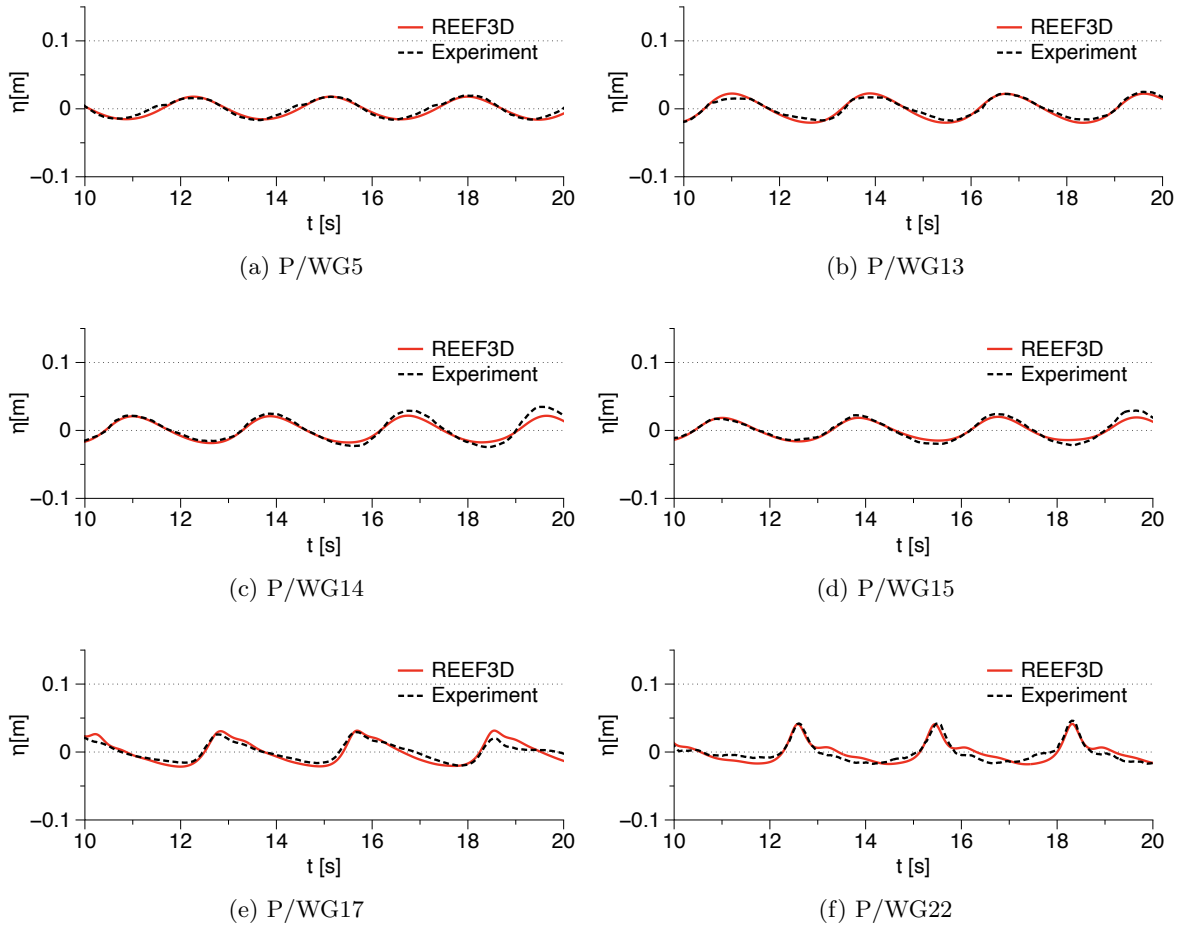 REEF3D
Experiment
η[m]
0.1
0
−0.1
10 12 14 16 18 20
t [s]
(a) P/WG5
REEF3D
Experiment
η[m]
0.1
0
−0.1
10 12 14 16 18 20
t [s]
(b) P/WG13
REEF3D
Experiment
η[m]
0.1
0
−0.1
10 12 14 16 18 20
t [s]
(c) P/WG14
REEF3D
Experiment
η[m]
0.1
0
−0.1
10 12 14 16 18 20
t [s]
(d) P/WG15
REEF3D
Experiment
η[m]
0.1
0
−0.1
10 12 14 16 18 20
t [s]
(e) P/WG17
REEF3D
Experiment
η[m]
0.1
0
−0.1
10 12 14 16 18 20
t [s]
(f) P/WG22